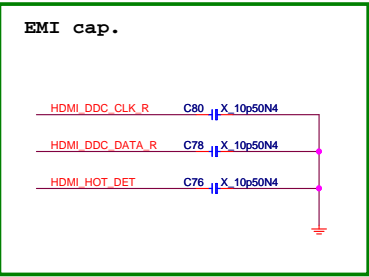 EMI cap.
HDMI_DDC_CLK_R C80 X_10p50N4
HDMI_DDC_DATA_R C78 X_10p50N4
HDMI_HOT_DET C76 X_10p50N4